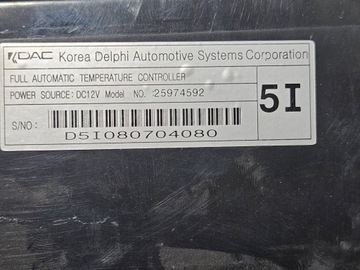 KDAC Korea Delphi Automotive Systems Corporation
FULL AUTOMATIC TEMPERATURE CONTROLLER
POWER SOURCE: DC12V Model NO. :25974592
5I
S/NO :
D5I080704080